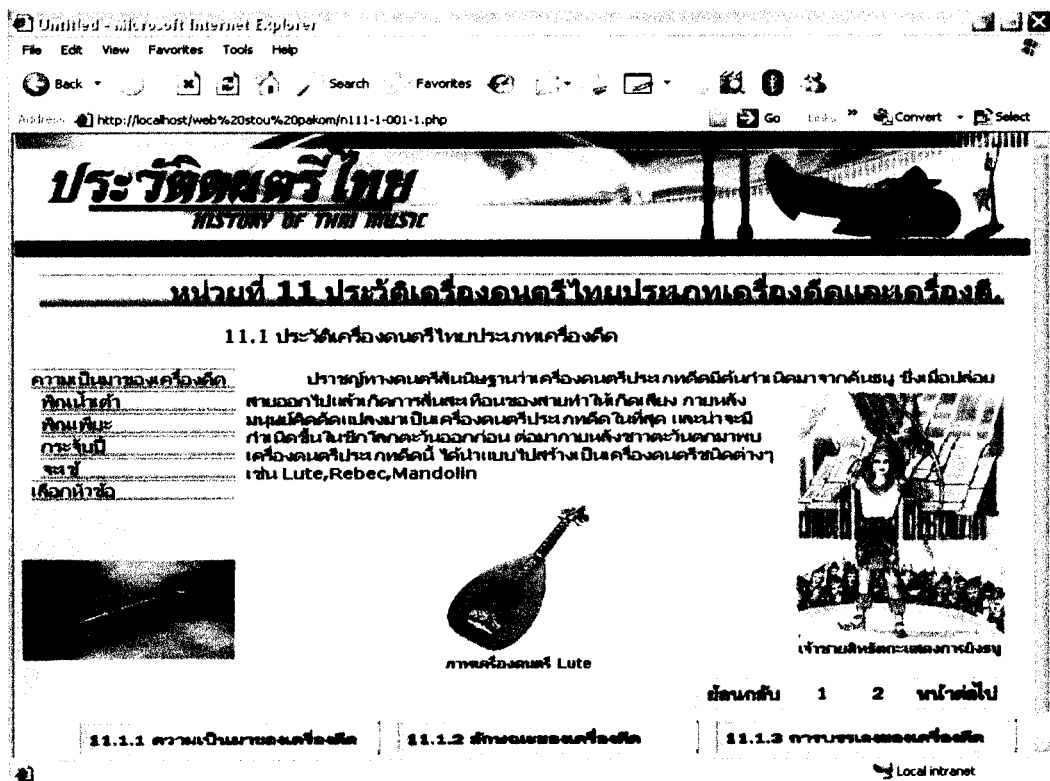 Untitled - Microsoft Internet Explorer
File Edit View Favorites Tools Help
Back Search Favorites
Address http://localhost/web%20stou%20pakom/n111-1-001-1.php Go Links » Convert Select
ประวัติดนตรีไทย
HISTORY OF THAI MUSIC
หน่วยที่ 11 ประวัติเครื่องดนตรีไทยประเภทเครื่องดีดและเครื่องสี.
11.1 ประวัติเครื่องดนตรีไทยประเภทเครื่องดีด
ความเป็นมาของเครื่องดีด
พิณน้ำเต้า
พิณเพียะ
กระจับปี่
จะเข้
เลือกหัวข้อ
ปราชญ์ทางดนตรีสันนิษฐานว่าเครื่องดนตรีประเภทดีดมีต้นกำเนิดมาจากคันธนู ซึ่งเมื่อปล่อย
สายออกไปแล้วเกิดการสั่นสะเทือนของสายทำให้เกิดเสียง ภายหลัง
มนุษย์คิดดัดแปลงมาเป็นเครื่องดนตรีประเภทดีดในที่สุด และน่าจะมี
กำเนิดขึ้นในซีกโลกตะวันออกก่อน ต่อมาภายหลังชาวตะวันตกมาพบ
เครื่องดนตรีประเภทดีดนี้ ได้นำแบบไปสร้างเป็นเครื่องดนตรีชนิดต่างๆ
เช่น Lute,Rebec,Mandolin
ภาพเครื่องดนตรี Lute
เจ้าชายสิทธัตถะแสดงการยิงธนู
ย้อนกลับ 1 2 หน้าต่อไป
11.1.1 ความเป็นมาของเครื่องดีด 11.1.2 ลักษณะของเครื่องดีด 11.1.3 การบรรเลงของเครื่องดีด
Local intranet